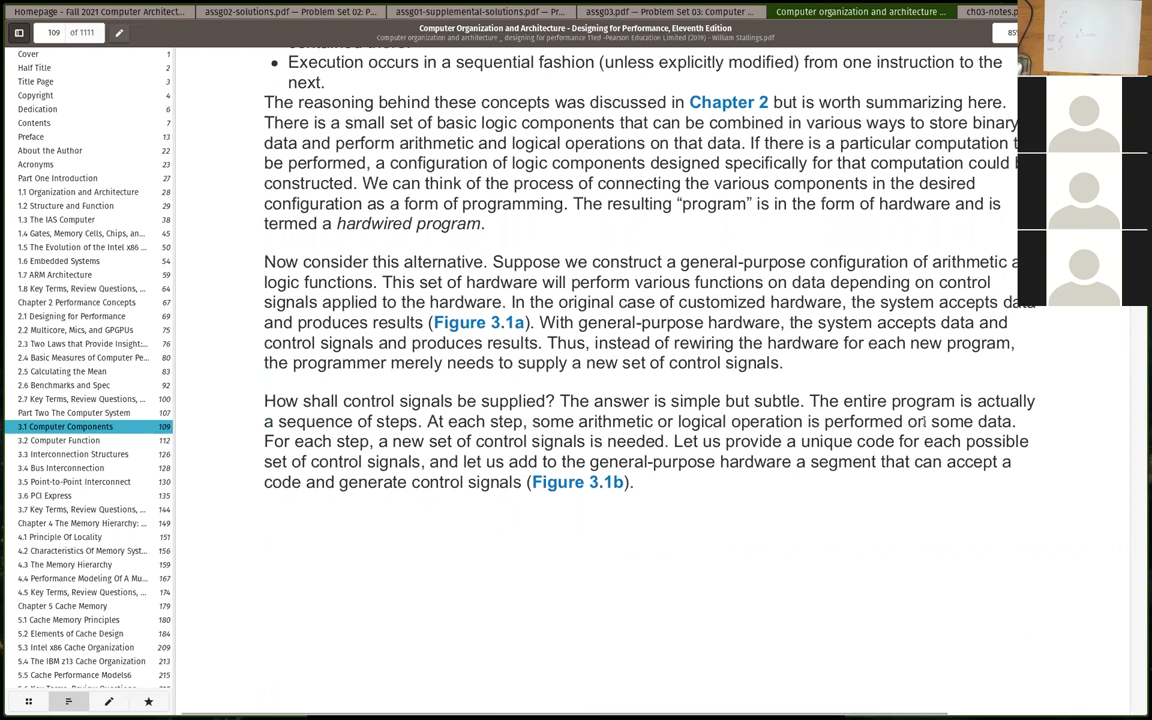 Homepage - Fall 2021 Computer Architect...
assg02-solutions.pdf — Problem Set 02: P...
assg01-supplemental-solutions.pdf — Pr...
assg03.pdf — Problem Set 03: Computer ...
Computer organization and architecture ...
ch03-notes.p
109 of 1111
Computer Organization and Architecture - Designing for Performance, Eleventh Edition
Computer organization and architecture _ designing for performance 11ed -Pearson Education Limited (2019) - William Stallings.pdf
85
Cover 1
Half Title 2
Title Page 3
Copyright 4
Dedication 6
Contents 7
Preface 13
About the Author 22
Acronyms 23
Part One Introduction 27
1.1 Organization and Architecture 28
1.2 Structure and Function 29
1.3 The IAS Computer 38
1.4 Gates, Memory Cells, Chips, an... 45
1.5 The Evolution of the Intel x86 ... 50
1.6 Embedded Systems 54
1.7 ARM Architecture 59
1.8 Key Terms, Review Questions, ... 64
Chapter 2 Performance Concepts 67
2.1 Designing for Performance 69
2.2 Multicore, Mics, and GPGPUs 75
2.3 Two Laws that Provide Insight:... 76
2.4 Basic Measures of Computer Pe... 80
2.5 Calculating the Mean 83
2.6 Benchmarks and Spec 92
2.7 Key Terms, Review Questions, ... 100
Part Two The Computer System 107
3.1 Computer Components 109
3.2 Computer Function 112
3.3 Interconnection Structures 126
3.4 Bus Interconnection 128
3.5 Point-to-Point Interconnect 130
3.6 PCI Express 135
3.7 Key Terms, Review Questions, ... 144
Chapter 4 The Memory Hierarchy: ... 149
4.1 Principle Of Locality 151
4.2 Characteristics Of Memory Syst... 156
4.3 The Memory Hierarchy 159
4.4 Performance Modeling Of A Mu... 167
4.5 Key Terms, Review Questions, ... 174
Chapter 5 Cache Memory 179
5.1 Cache Memory Principles 180
5.2 Elements of Cache Design 184
5.3 Intel x86 Cache Organization 209
5.4 The IBM z13 Cache Organization 213
5.5 Cache Performance Models6 215
• Execution occurs in a sequential fashion (unless explicitly modified) from one instruction to the
next.
The reasoning behind these concepts was discussed in Chapter 2 but is worth summarizing here.
There is a small set of basic logic components that can be combined in various ways to store binary
data and perform arithmetic and logical operations on that data. If there is a particular computation t
be performed, a configuration of logic components designed specifically for that computation could
constructed. We can think of the process of connecting the various components in the desired
configuration as a form of programming. The resulting “program” is in the form of hardware and is
termed a hardwired program.
Now consider this alternative. Suppose we construct a general-purpose configuration of arithmetic a
logic functions. This set of hardware will perform various functions on data depending on control
signals applied to the hardware. In the original case of customized hardware, the system accepts data
and produces results (Figure 3.1a). With general-purpose hardware, the system accepts data and
control signals and produces results. Thus, instead of rewiring the hardware for each new program,
the programmer merely needs to supply a new set of control signals.
How shall control signals be supplied? The answer is simple but subtle. The entire program is actually
a sequence of steps. At each step, some arithmetic or logical operation is performed on some data.
For each step, a new set of control signals is needed. Let us provide a unique code for each possible
set of control signals, and let us add to the general-purpose hardware a segment that can accept a
code and generate control signals (Figure 3.1b).